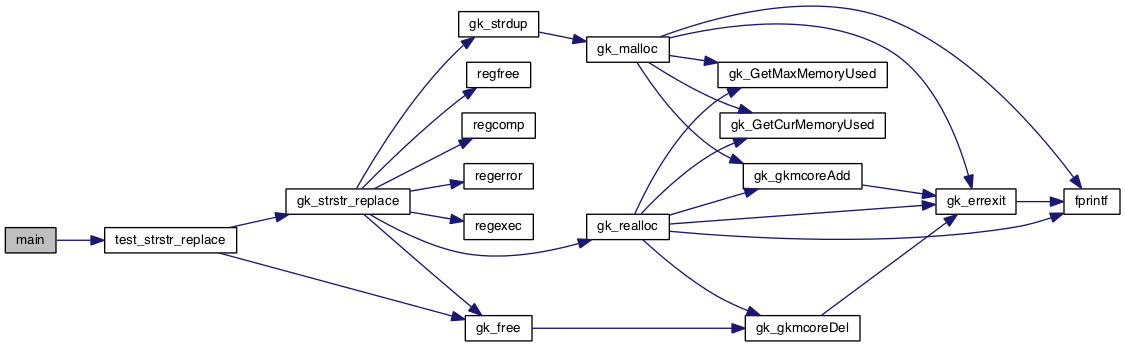 main
test_strstr_replace
gk_strstr_replace
gk_strdup
regfree
regcomp
regerror
regexec
gk_free
gk_malloc
gk_realloc
gk_GetMaxMemoryUsed
gk_GetCurMemoryUsed
gk_gkmcoreAdd
gk_gkmcoreDel
gk_errexit
fprintf